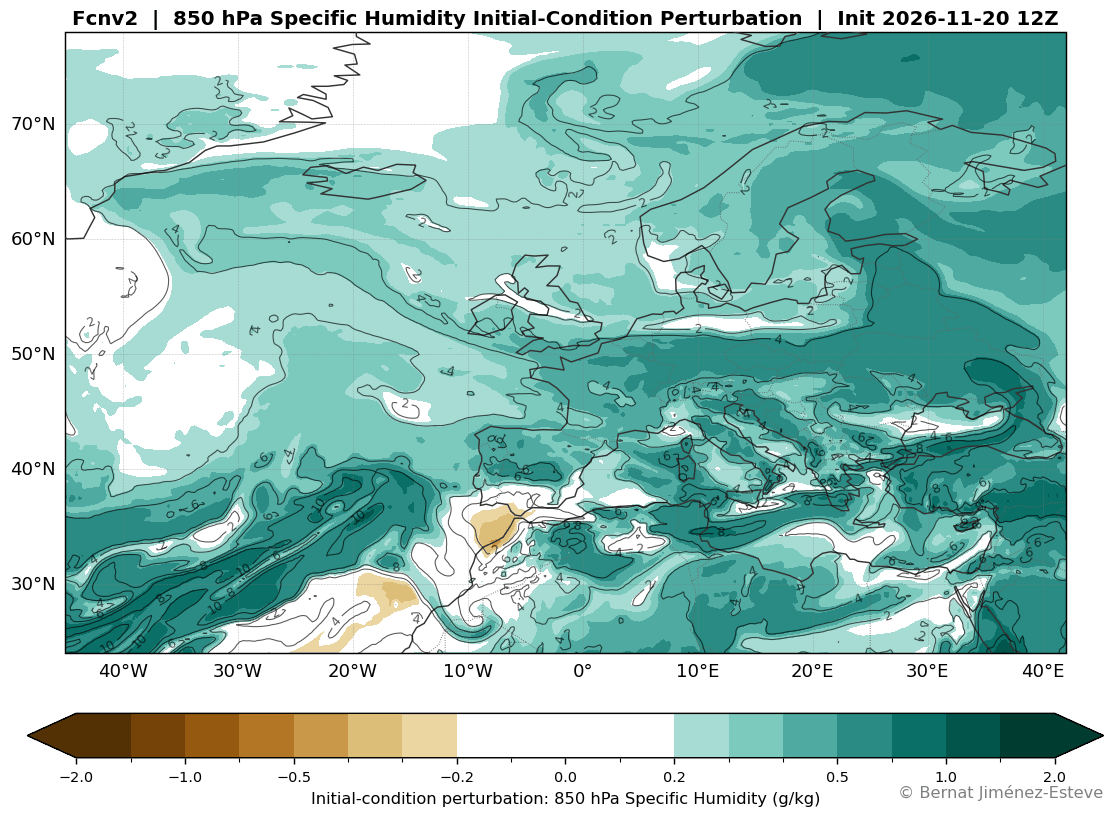 Fcnv2 | 850 hPa Specific Humidity Initial-Condition Perturbation | Init 2026-11-20 12Z
70°N
60°N
50°N
40°N
30°N
40°W 30°W 20°W 10°W 0° 10°E 20°E 30°E 40°E
−2.0 −1.0 −0.5 −0.2 0.0 0.2 0.5 1.0 2.0
Initial-condition perturbation: 850 hPa Specific Humidity (g/kg)
© Bernat Jiménez-Esteve